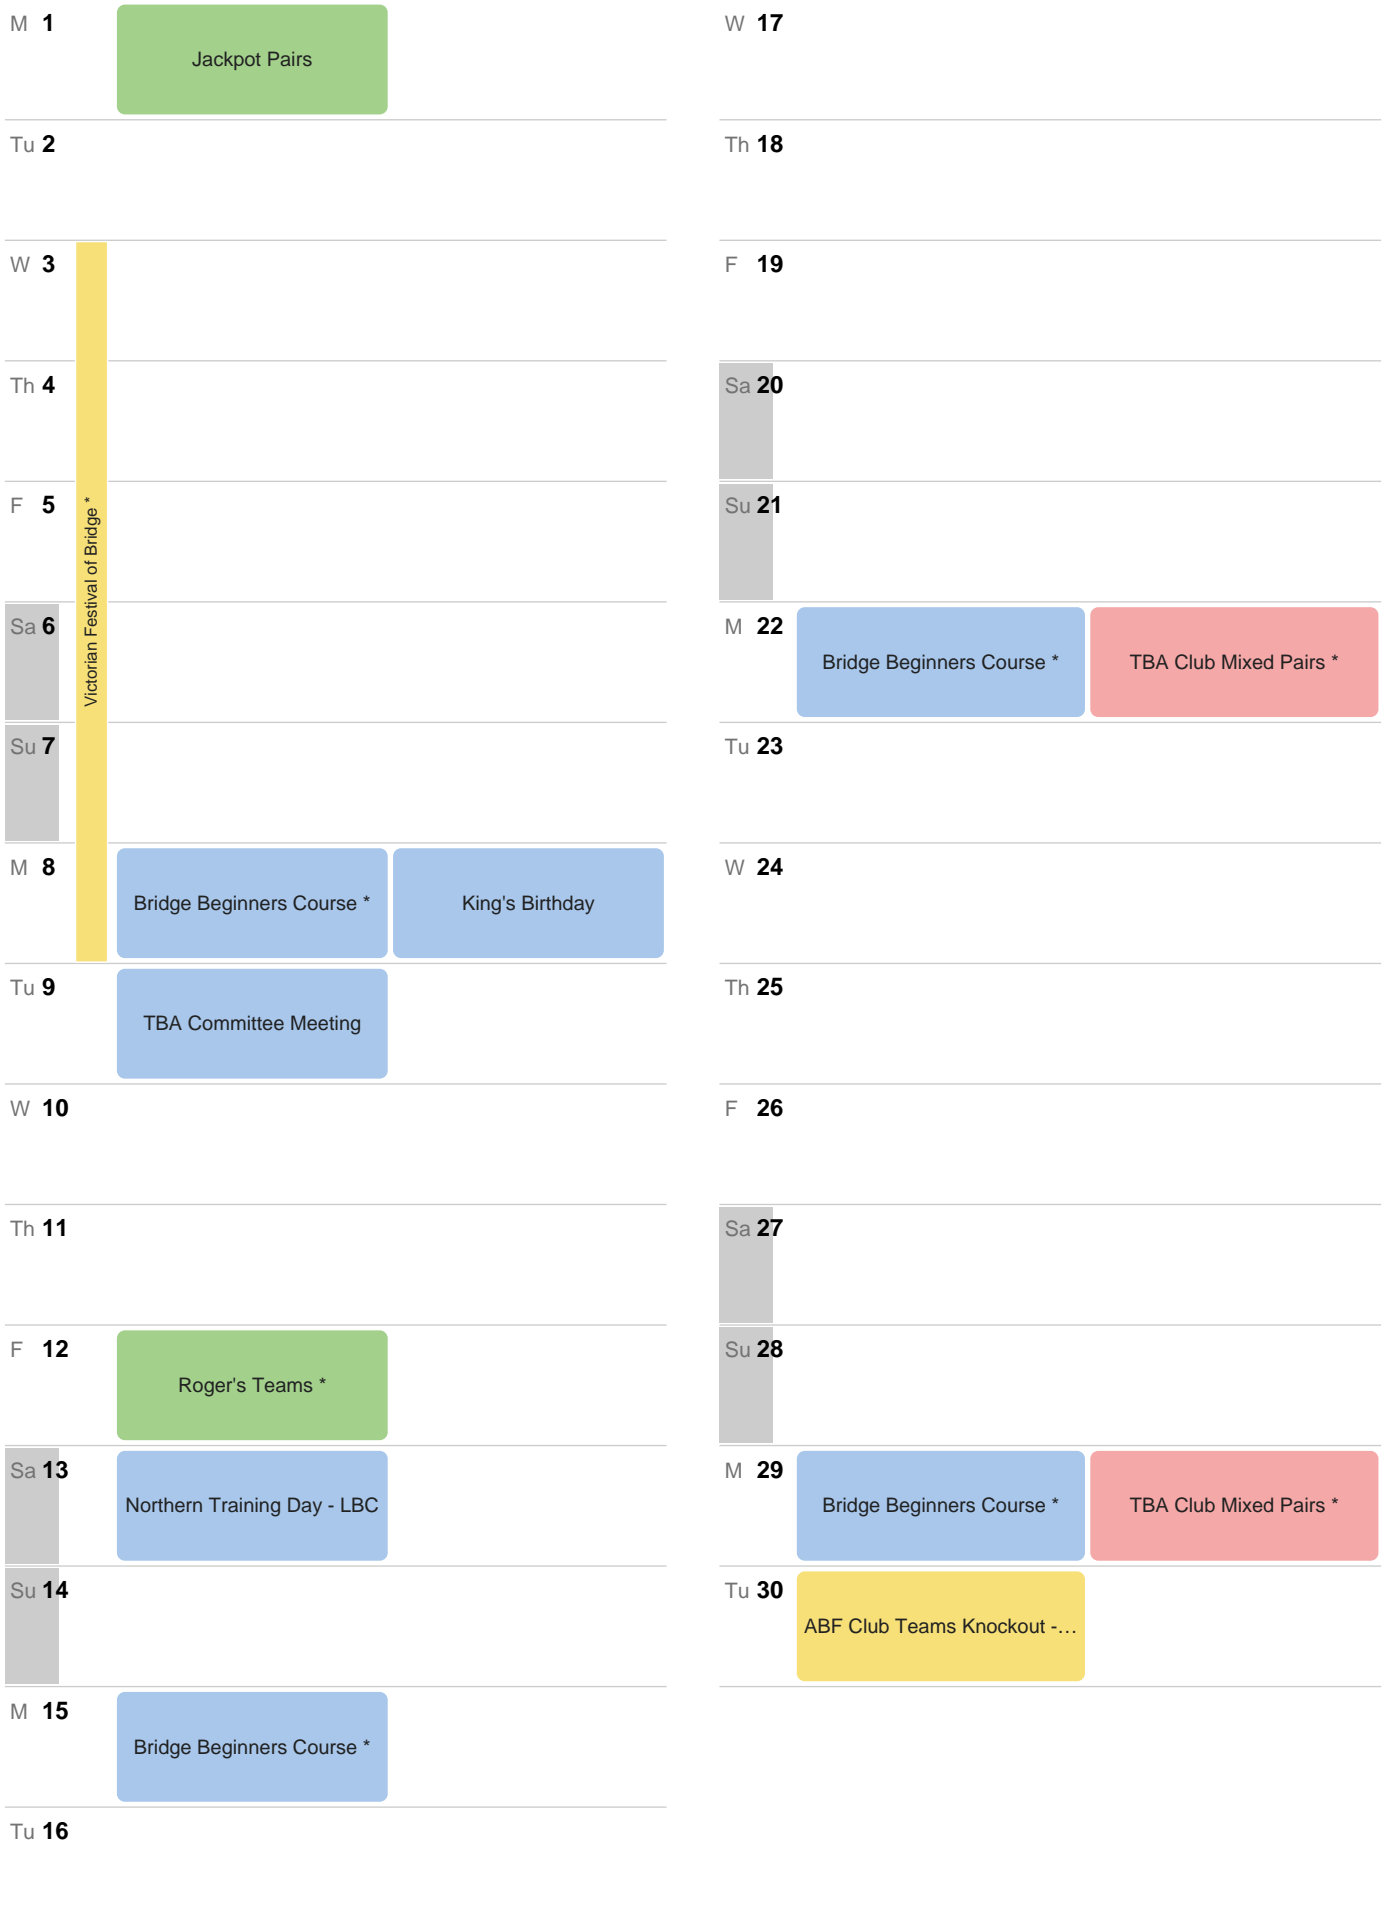 M 1
Jackpot Pairs
Tu 2
W 3
Victorian Festival of Bridge *
Th 4
F 5
Sa 6
Su 7
M 8
Bridge Beginners Course *
King's Birthday
Tu 9
TBA Committee Meeting
W 10
Th 11
F 12
Roger's Teams *
Sa 13
Northern Training Day - LBC
Su 14
M 15
Bridge Beginners Course *
Tu 16
W 17
Th 18
F 19
Sa 20
Su 21
M 22
Bridge Beginners Course *
TBA Club Mixed Pairs *
Tu 23
W 24
Th 25
F 26
Sa 27
Su 28
M 29
Bridge Beginners Course *
TBA Club Mixed Pairs *
Tu 30
ABF Club Teams Knockout -…